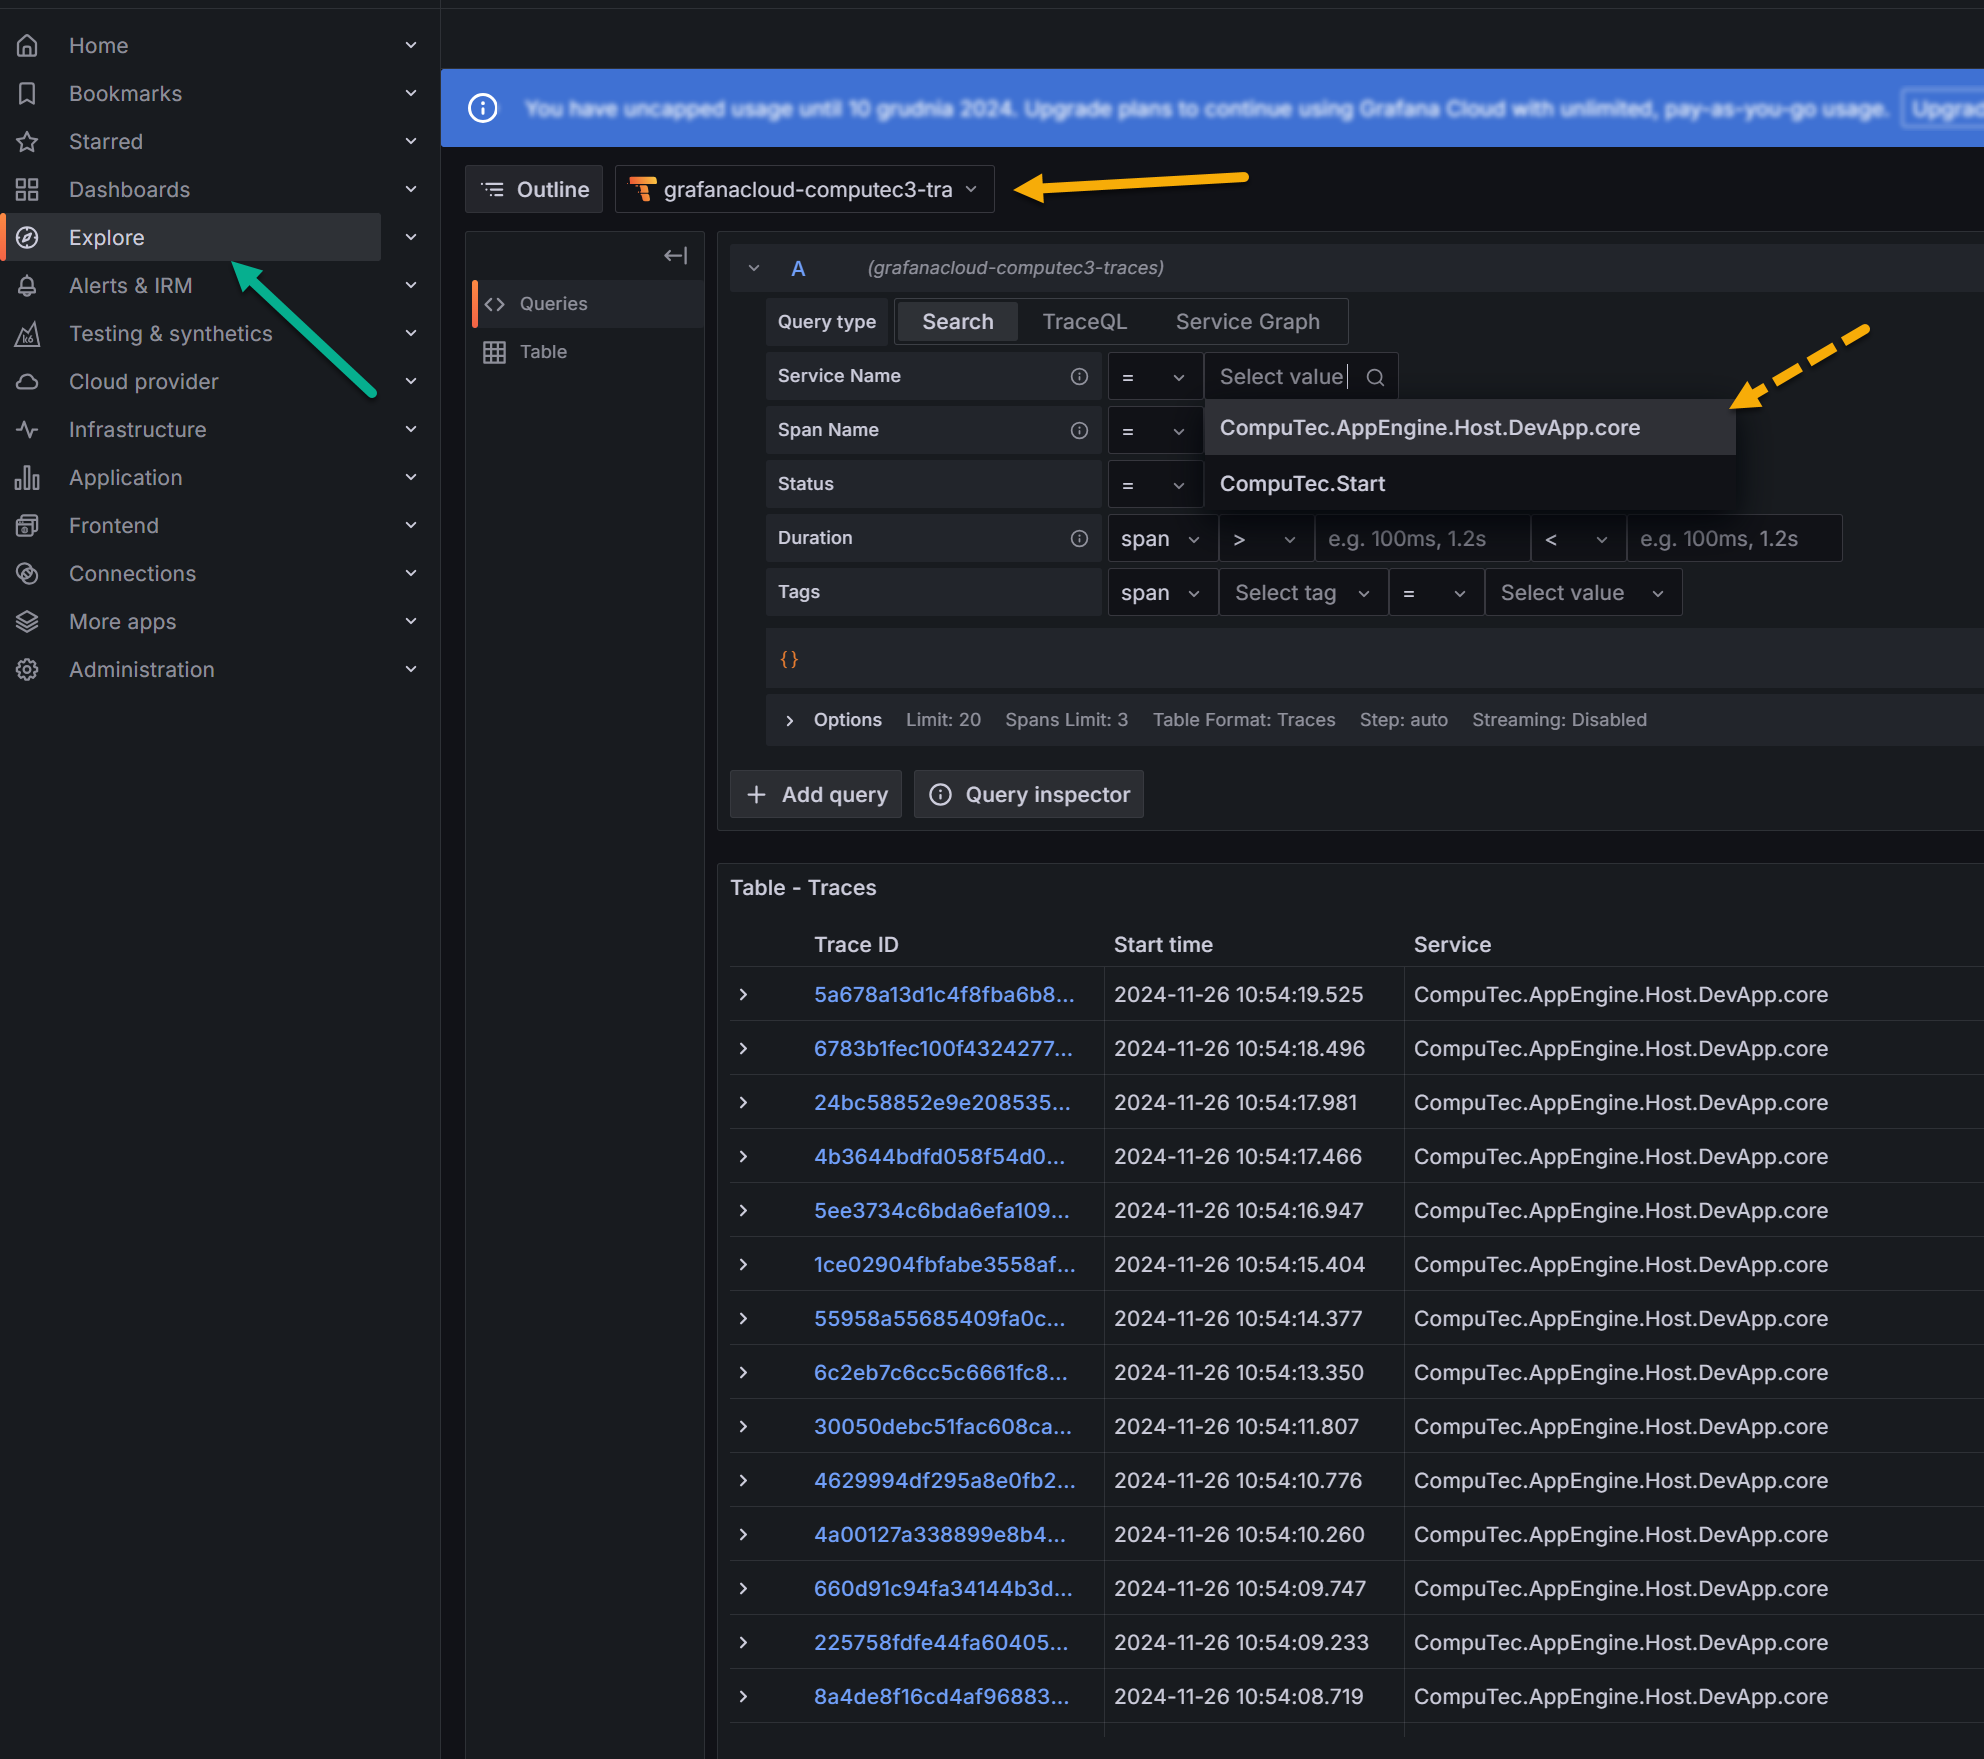 Home
Bookmarks
Starred
Dashboards
Explore
Alerts & IRM
Testing & synthetics
Cloud provider
Infrastructure
Application
Frontend
Connections
More apps
Administration
You have uncapped usage until 10 grudnia 2024. Upgrade plans to continue using Grafana Cloud with unlimited, pay-as-you-go usage.
Upgrad
Outline
grafanacloud-computec3-tra
Queries
Table
A (grafanacloud-computec3-traces)
Query type Search TraceQL Service Graph
Service Name = Select value
Span Name = CompuTec.AppEngine.Host.DevApp.core
Status = CompuTec.Start
Duration span > e.g. 100ms, 1.2s < e.g. 100ms, 1.2s
Tags span Select tag = Select value
{}
Options Limit: 20 Spans Limit: 3 Table Format: Traces Step: auto Streaming: Disabled
+ Add query Query inspector
Table - Traces
Trace ID Start time Service
5a678a13d1c4f8fba6b8... 2024-11-26 10:54:19.525 CompuTec.AppEngine.Host.DevApp.core
6783b1fec100f4324277... 2024-11-26 10:54:18.496 CompuTec.AppEngine.Host.DevApp.core
24bc58852e9e208535... 2024-11-26 10:54:17.981 CompuTec.AppEngine.Host.DevApp.core
4b3644bdfd058f54d0... 2024-11-26 10:54:17.466 CompuTec.AppEngine.Host.DevApp.core
5ee3734c6bda6efa109... 2024-11-26 10:54:16.947 CompuTec.AppEngine.Host.DevApp.core
1ce02904fbfabe3558af... 2024-11-26 10:54:15.404 CompuTec.AppEngine.Host.DevApp.core
55958a55685409fa0c... 2024-11-26 10:54:14.377 CompuTec.AppEngine.Host.DevApp.core
6c2eb7c6cc5c6661fc8... 2024-11-26 10:54:13.350 CompuTec.AppEngine.Host.DevApp.core
30050debc51fac608ca... 2024-11-26 10:54:11.807 CompuTec.AppEngine.Host.DevApp.core
4629994df295a8e0fb2... 2024-11-26 10:54:10.776 CompuTec.AppEngine.Host.DevApp.core
4a00127a338899e8b4... 2024-11-26 10:54:10.260 CompuTec.AppEngine.Host.DevApp.core
660d91c94fa34144b3d... 2024-11-26 10:54:09.747 CompuTec.AppEngine.Host.DevApp.core
225758fdfe44fa60405... 2024-11-26 10:54:09.233 CompuTec.AppEngine.Host.DevApp.core
8a4de8f16cd4af96883... 2024-11-26 10:54:08.719 CompuTec.AppEngine.Host.DevApp.core